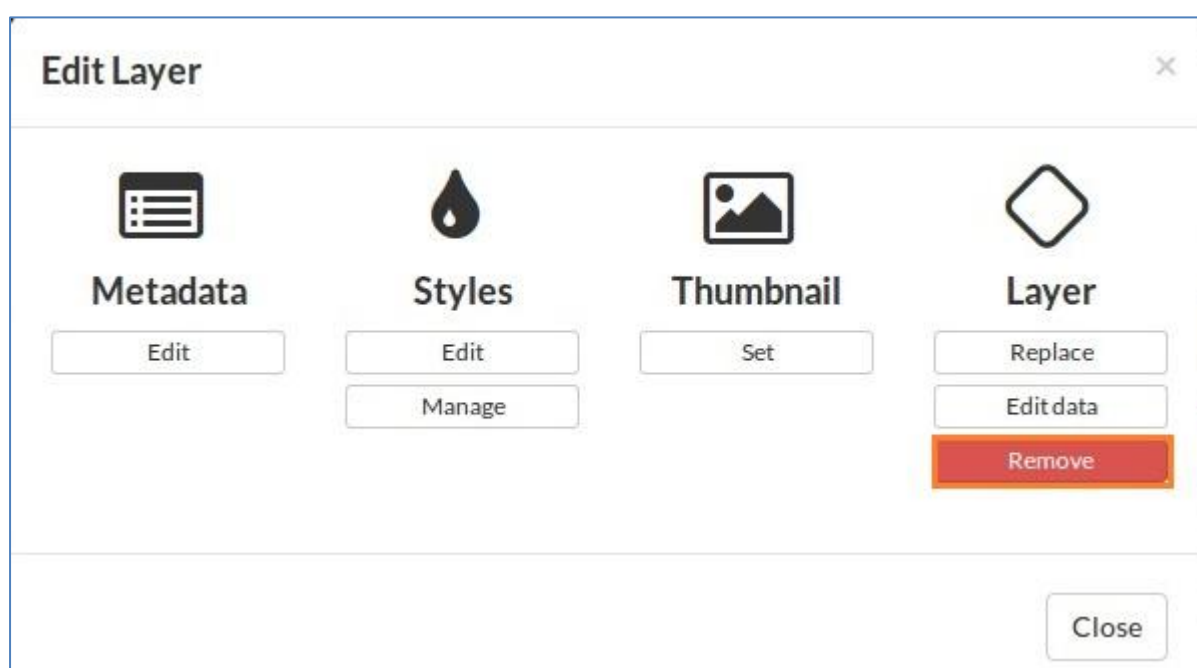 Edit Layer
×
Metadata
Edit
Styles
Edit
Manage
Thumbnail
Set
Layer
Replace
Edit data
Remove
Close